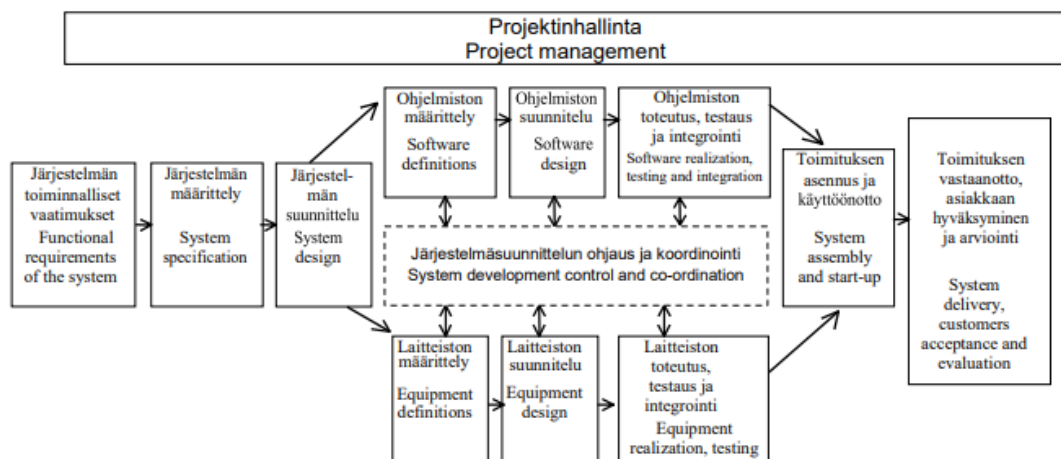 Projektinhallinta
Project management
Järjestelmän
toiminnalliset
vaatimukset
Functional
requirements
of the system
Järjestelmän
määrittely
System
specification
Järjestel-
män
suunnittelu
System
design
Ohjelmiston
määrittely
Software
definitions
Ohjelmiston
suunnitelu
Software
design
Ohjelmiston
toteutus, testaus
ja integrointi
Software realization,
testing and integration
Järjestelmäsuunnittelun ohjaus ja koordinointi
System development control and co-ordination
Laitteiston
määrittely
Equipment
definitions
Laitteiston
suunnitelu
Equipment
design
Laitteiston
toteutus,
testaus ja
integrointi
Equipment
realization, testing
Toimituksen
asennus ja
käyttöönotto
System
assembly
and start-up
Toimituksen
vastaanotto,
asiakkaan
hyväksyminen
ja arviointi
System
delivery,
customers
acceptance and
evaluation